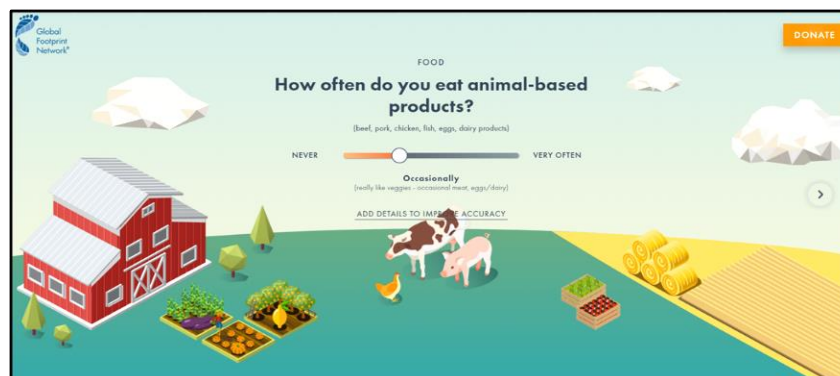 Global
Footprint
Network®
DONATE
FOOD
How often do you eat animal-based
products?
(beef, pork, chicken, fish, eggs, dairy products)
NEVER
VERY OFTEN
Occasionally
(really like veggies - occasional meat, eggs/dairy)
ADD DETAILS TO IMPROVE ACCURACY